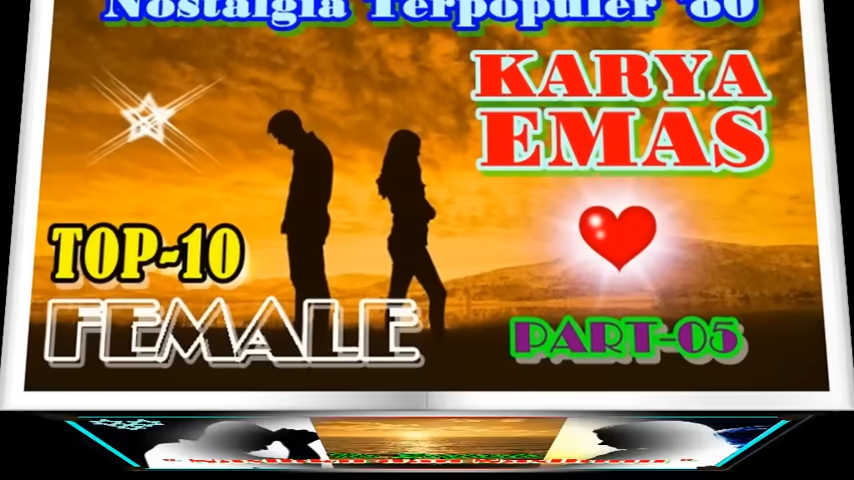 Nostalgia Terpopuler '80
KARYA
EMAS
TOP-10
FEMALE
PART-05